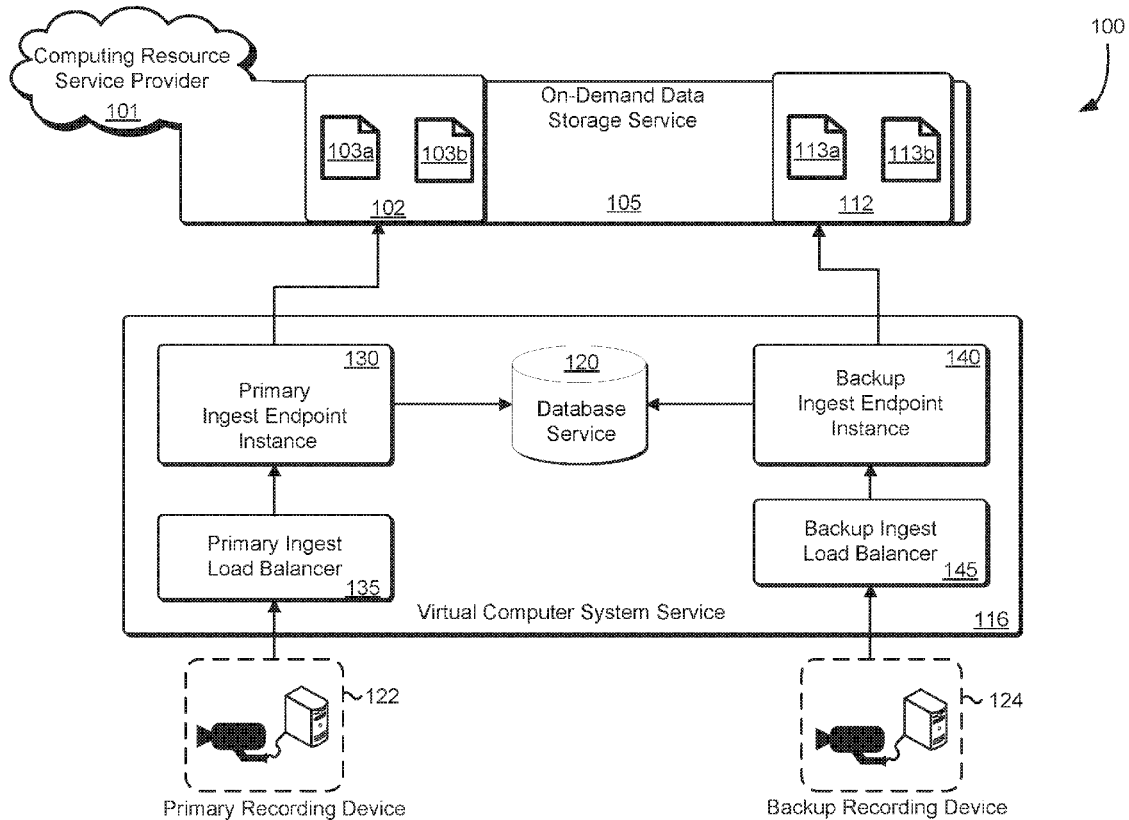 100
Computing Resource
Service Provider
101
On-Demand Data
Storage Service
103a
103b
102
105
113a
113b
112
130
Primary
Ingest Endpoint
Instance
120
Database
Service
140
Backup
Ingest Endpoint
Instance
Primary Ingest
Load Balancer
135
Backup Ingest
Load Balancer
145
Virtual Computer System Service
116
122
124
Primary Recording Device
Backup Recording Device